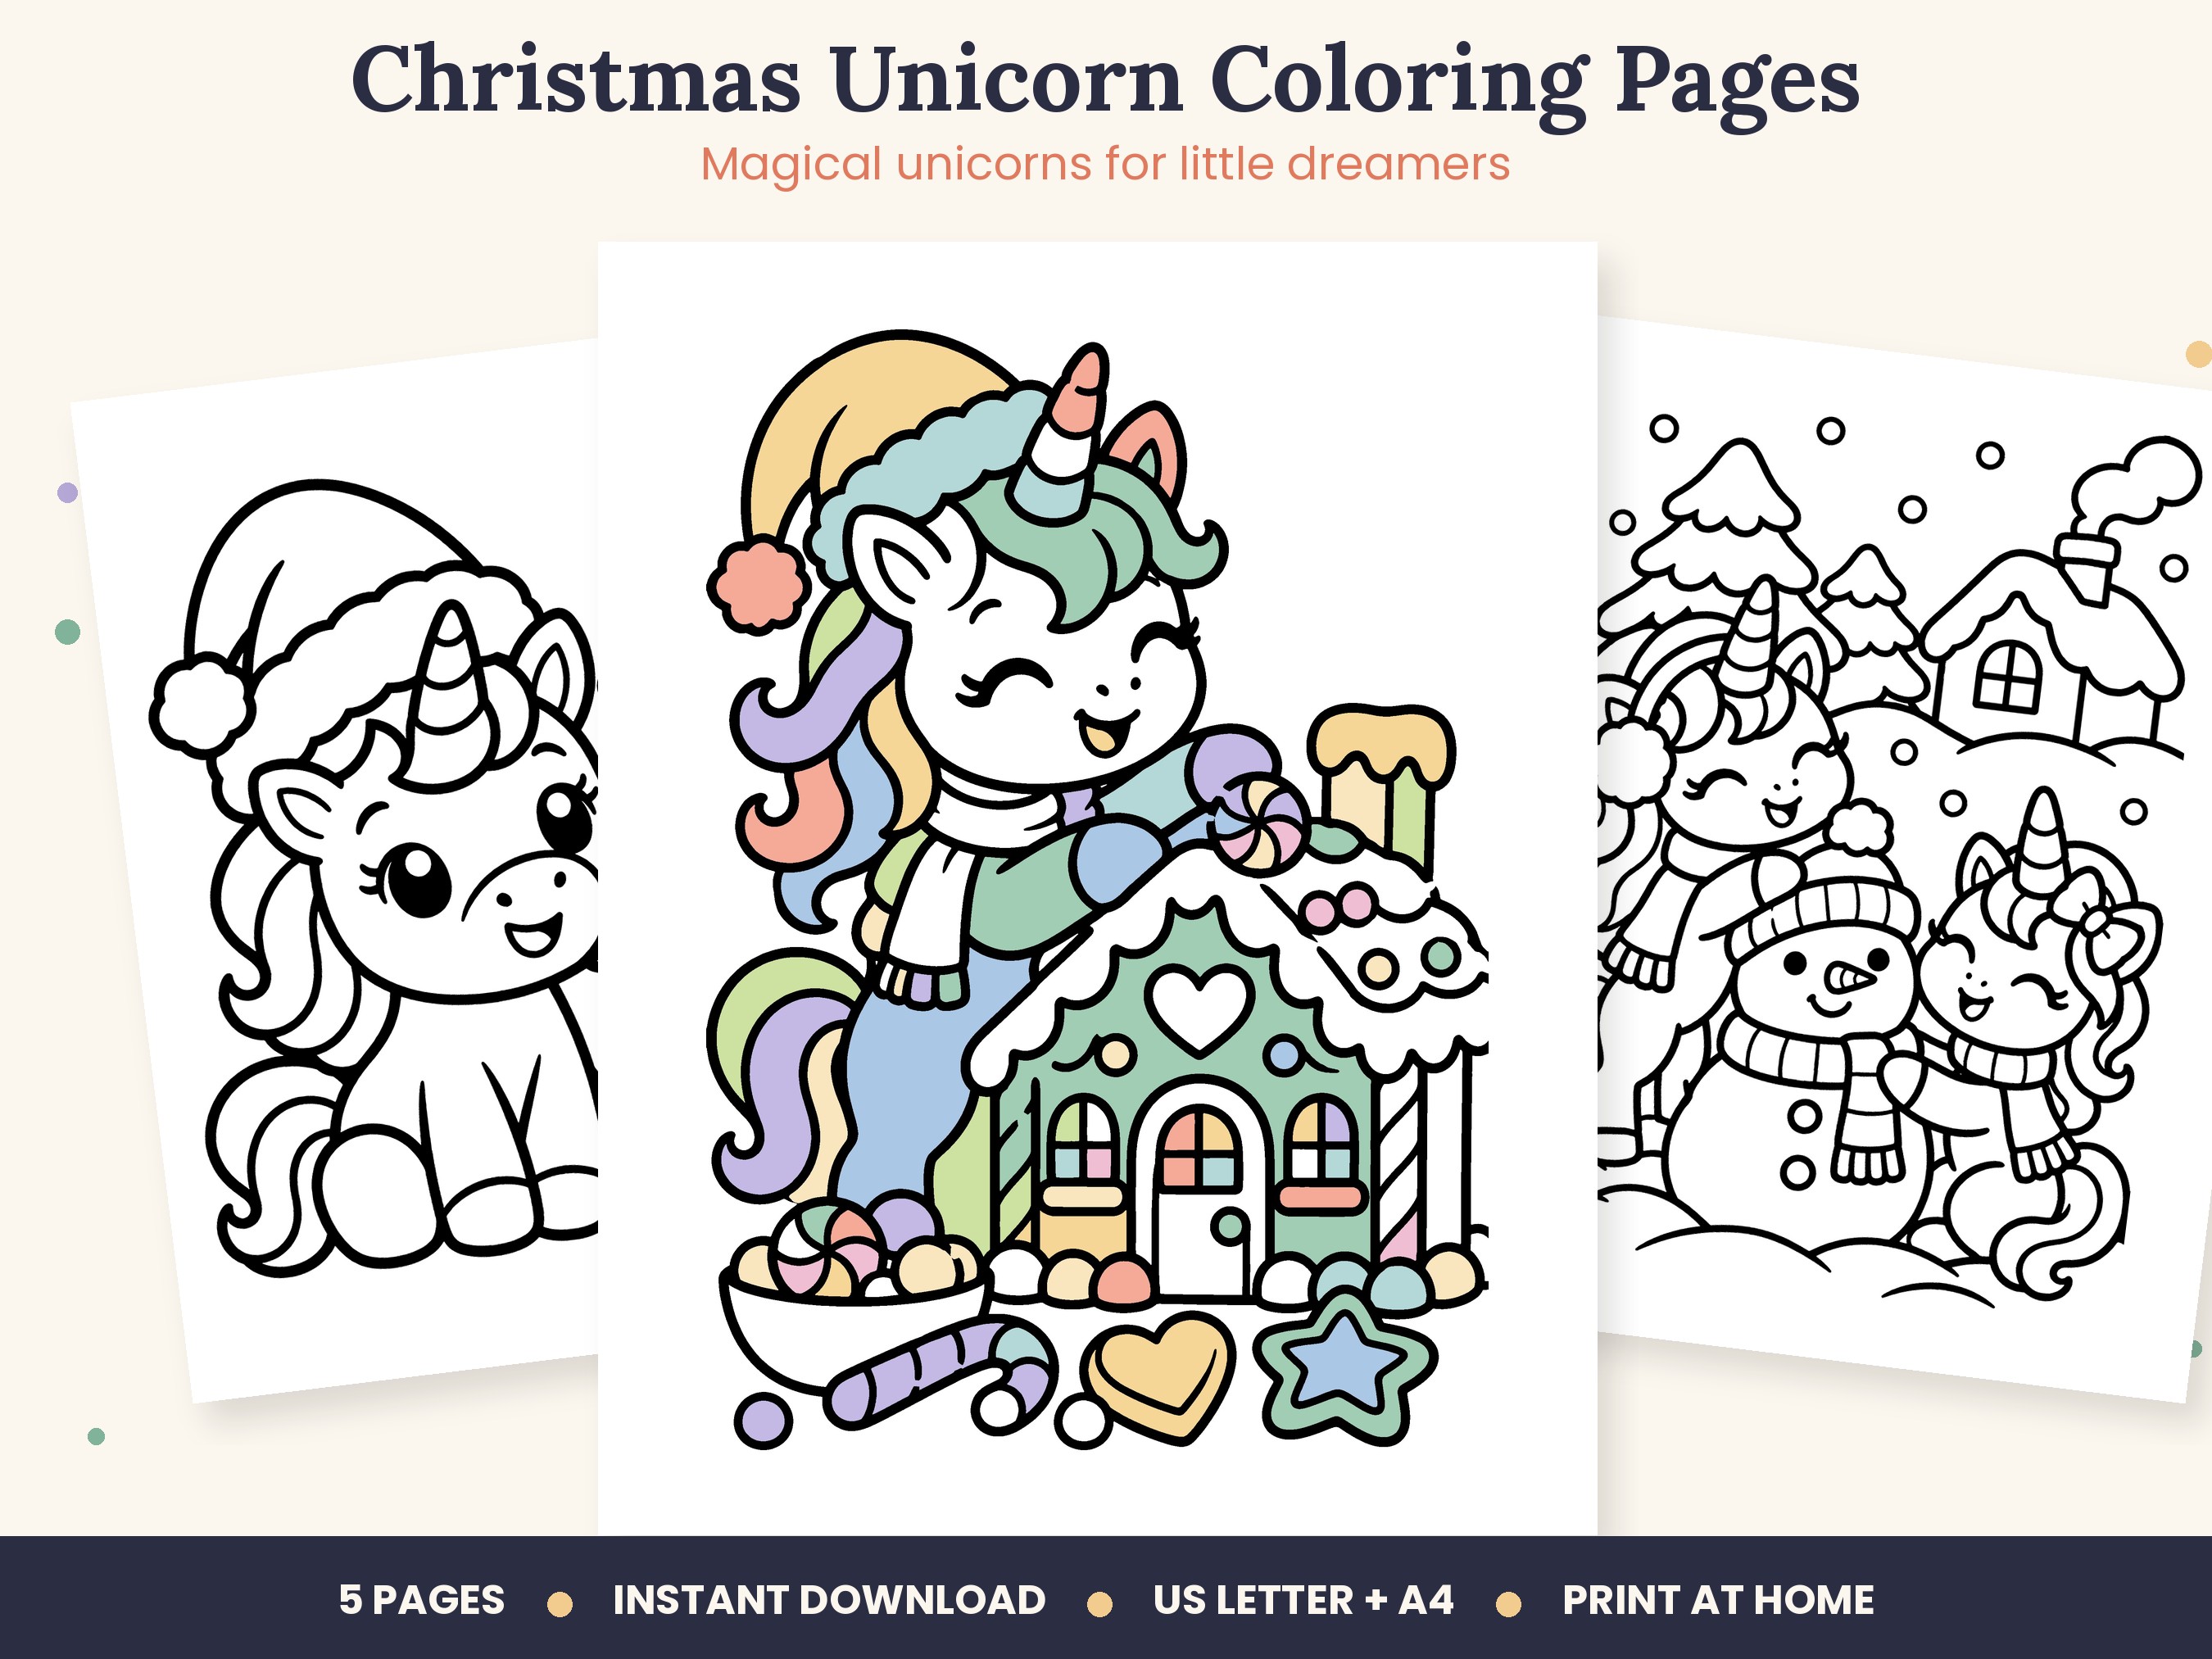 Christmas Unicorn Coloring Pages
Magical unicorns for little dreamers
5 PAGES ● INSTANT DOWNLOAD ● US LETTER + A4 ● PRINT AT HOME